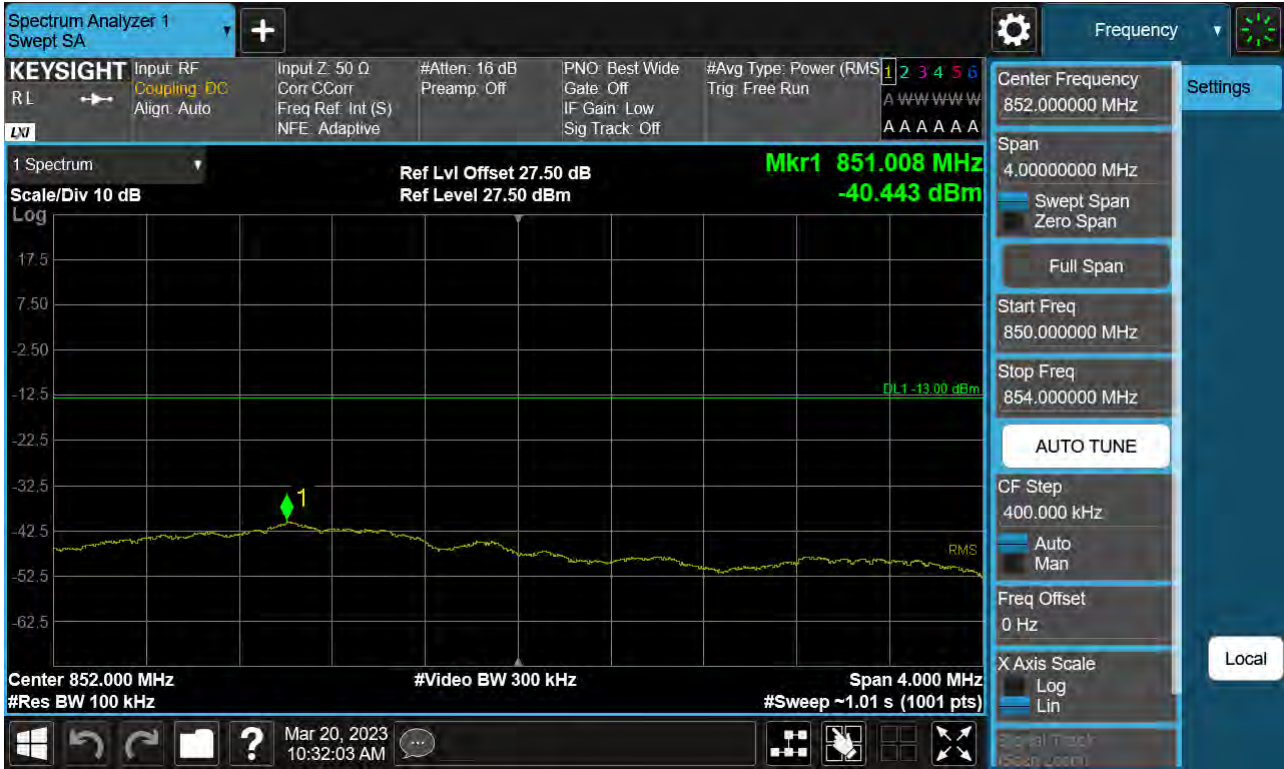 Spectrum Analyzer 1
Swept SA
Frequency
KEYSIGHT
RL
LXI
Input: RF
Coupling: DC
Align: Auto
Input Z: 50 Ω
Corr CCorr
Freq Ref: Int (S)
NFE: Adaptive
#Atten: 16 dB
Preamp: Off
PNO: Best Wide
Gate: Off
IF Gain: Low
Sig Track: Off
#Avg Type: Power (RMS
Trig: Free Run
1 2 3 4 5 6
A W W W W W
A A A A A A
1 Spectrum
Scale/Div 10 dB
Log
Ref Lvl Offset 27.50 dB
Ref Level 27.50 dBm
Mkr1 851.008 MHz
-40.443 dBm
17.5
7.50
-2.50
-12.5
-22.5
-32.5
-42.5
-52.5
-62.5
DL1 -13.00 dBm
1
RMS
Center 852.000 MHz
#Video BW 300 kHz
Span 4.000 MHz
#Res BW 100 kHz
#Sweep ~1.01 s (1001 pts)
Mar 20, 2023
10:32:03 AM
?
Center Frequency
852.000000 MHz
Settings
Span
4.00000000 MHz
Swept Span
Zero Span
Full Span
Start Freq
850.000000 MHz
Stop Freq
854.000000 MHz
AUTO TUNE
CF Step
400.000 kHz
Auto
Man
Freq Offset
0 Hz
X Axis Scale
Log
Lin
Local
Signal Track
(Span Zoom)